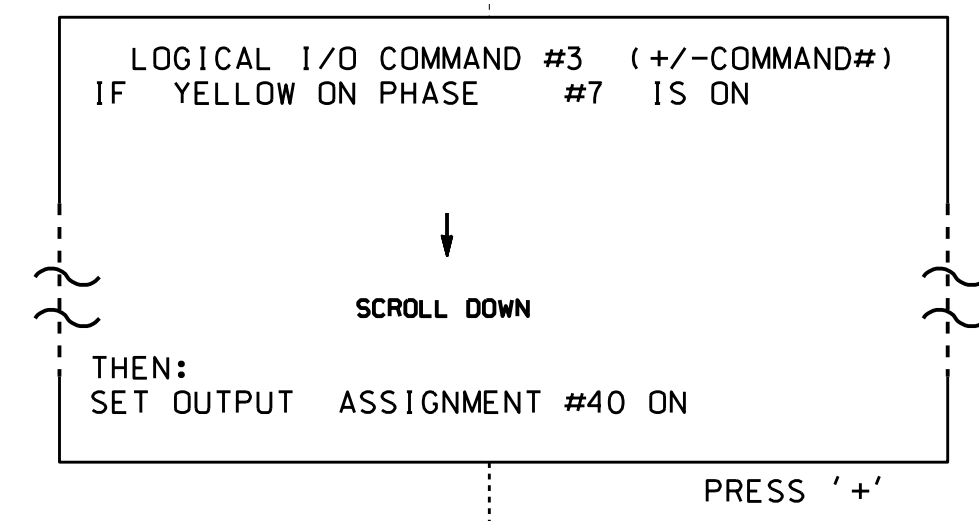 LOGICAL I/O COMMAND #3 (+/-COMMAND#)
IF YELLOW ON PHASE #7 IS ON
SCROLL DOWN
THEN:
SET OUTPUT ASSIGNMENT #40 ON
PRESS '+'